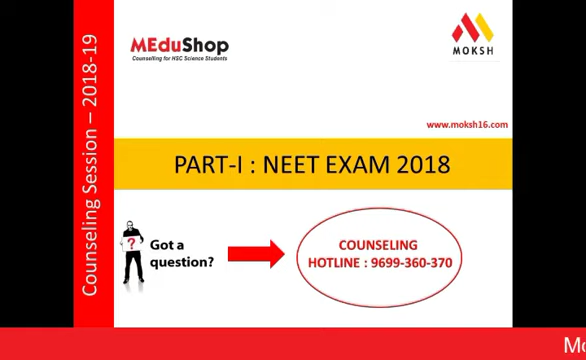 Counseling Session – 2018-19
MEduShop
Counselling for HSC Science Students
MOKSH
www.moksh16.com
PART-I : NEET EXAM 2018
?
Got a
question?
COUNSELING
HOTLINE : 9699-360-370